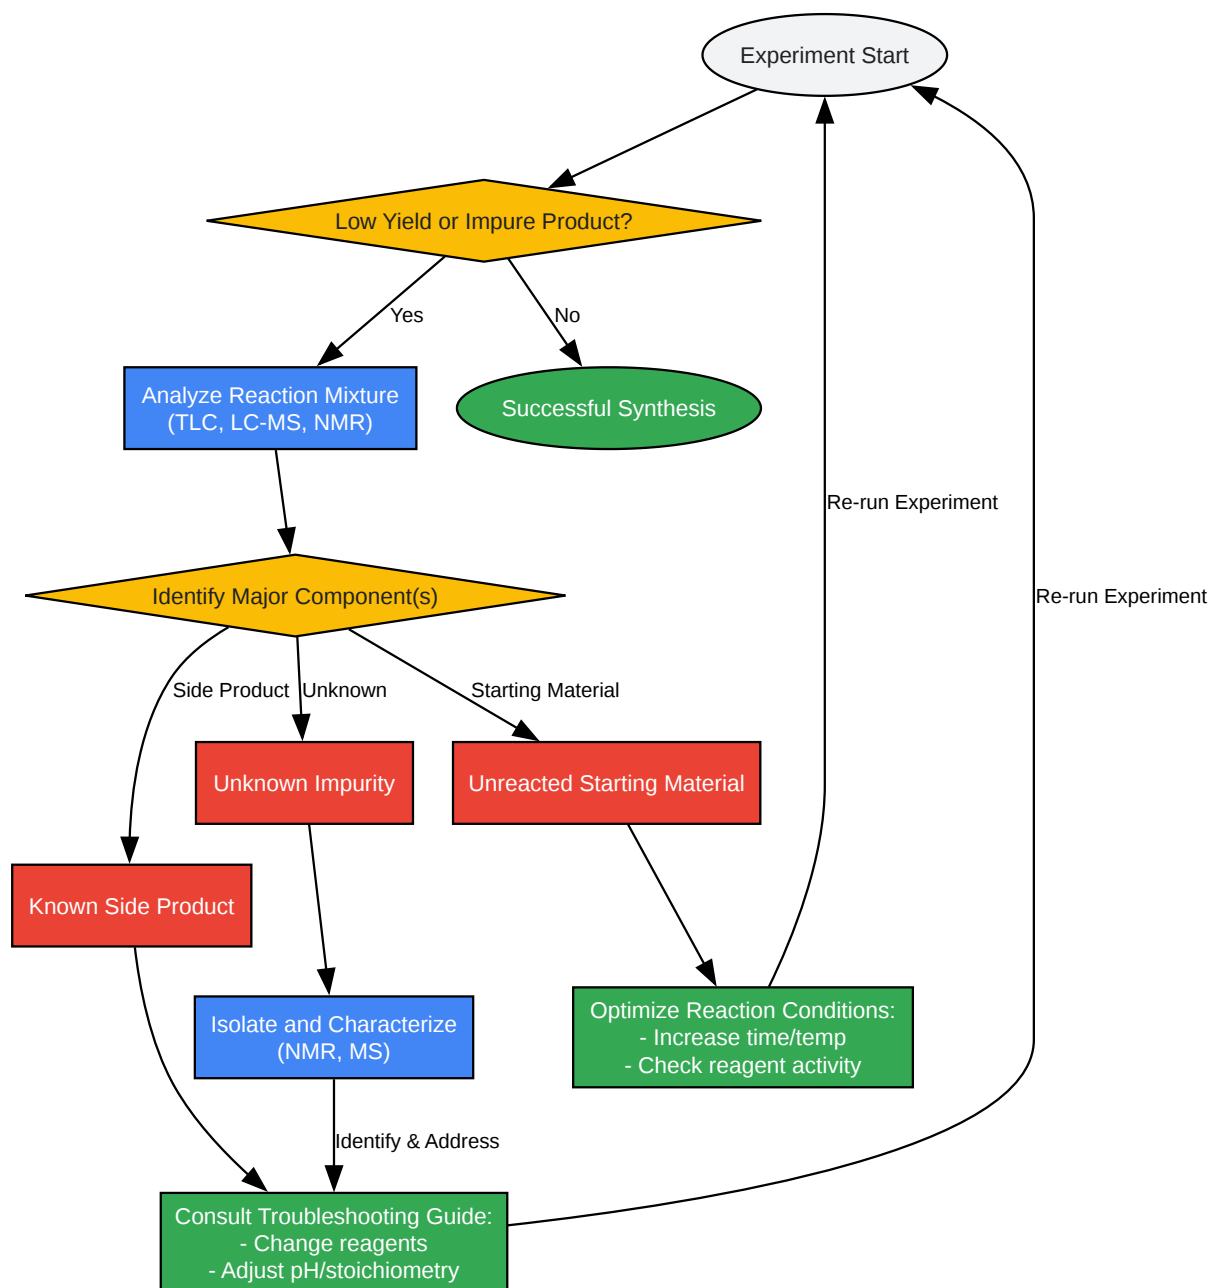 Experiment Start
Low Yield or Impure Product?
Yes
No
Analyze Reaction Mixture
(TLC, LC-MS, NMR)
Successful Synthesis
Re-run Experiment
Identify Major Component(s)
Re-run Experiment
Side Product
Unknown
Starting Material
Unknown Impurity
Unreacted Starting Material
Known Side Product
Isolate and Characterize
(NMR, MS)
Optimize Reaction Conditions:
- Increase time/temp
- Check reagent activity
Identify & Address
Consult Troubleshooting Guide:
- Change reagents
- Adjust pH/stoichiometry